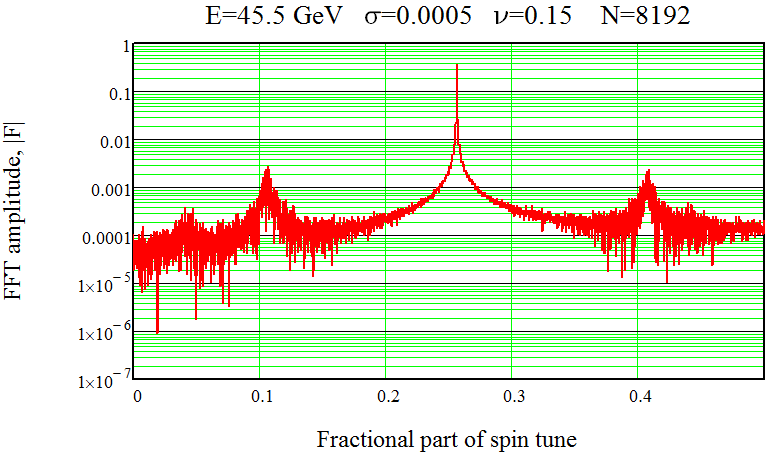 E=45.5 GeV σ=0.0005 ν=0.15 N=8192
FFT amplitude, |F|
1
0.1
0.01
0.001
0.0001
1×10⁻⁵
1×10⁻⁶
1×10⁻⁷
0 0.1 0.2 0.3 0.4
Fractional part of spin tune